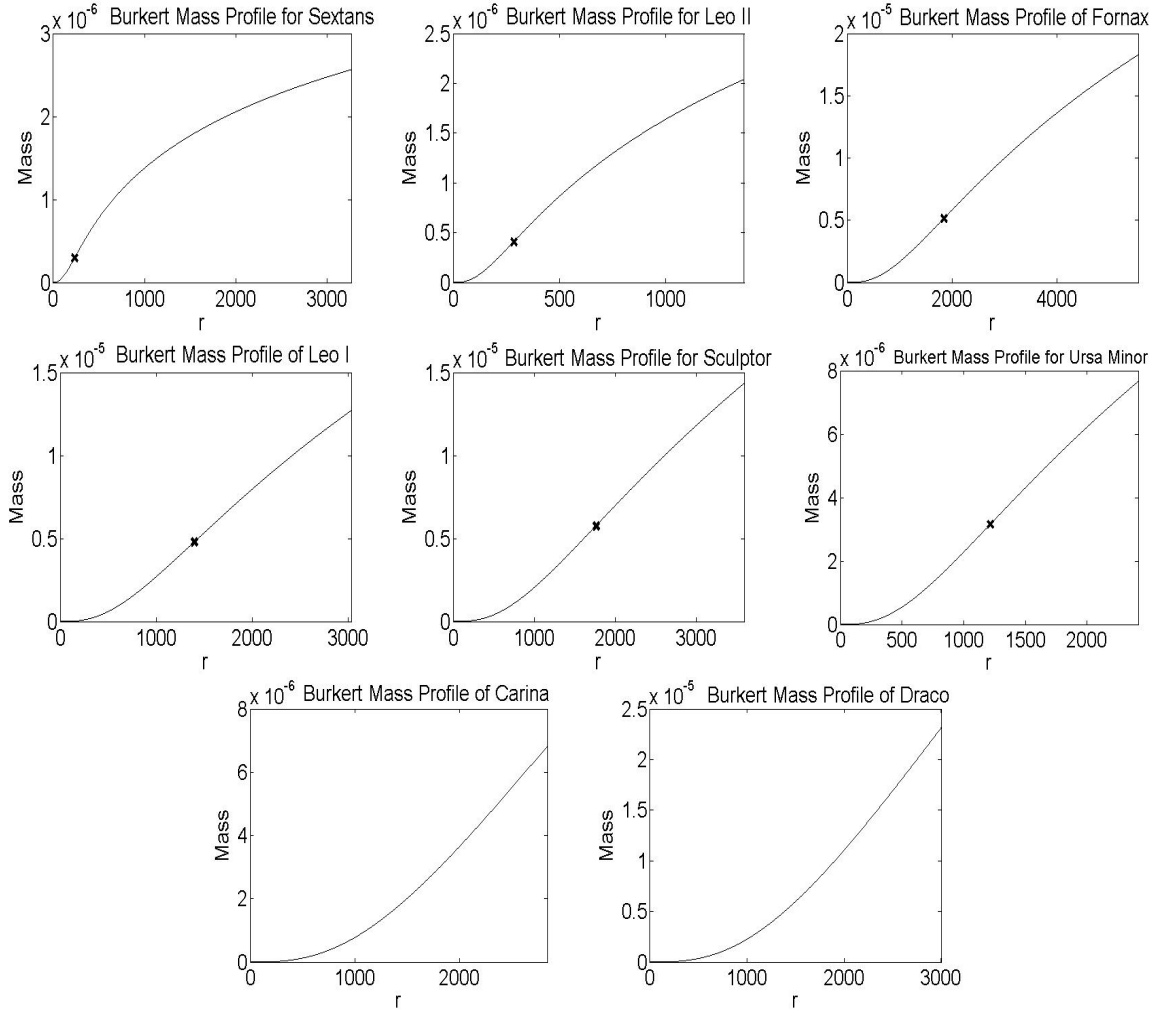 x 10^-6 Burkert Mass Profile for Sextans
3
2
1
0
Mass
0 1000 2000 3000
r
x 10^-6 Burkert Mass Profile for Leo II
2.5
2
1.5
1
0.5
0
Mass
0 500 1000
r
x 10^-5 Burkert Mass Profile of Fornax
2
1.5
1
0.5
0
Mass
0 2000 4000
r
x 10^-5 Burkert Mass Profile of Leo I
1.5
1
0.5
0
Mass
0 1000 2000 3000
r
x 10^-5 Burkert Mass Profile for Sculptor
1.5
1
0.5
0
Mass
0 1000 2000 3000
r
x 10^-6 Burkert Mass Profile for Ursa Minor
8
6
4
2
0
Mass
0 500 1000 1500 2000
r
x 10^-6 Burkert Mass Profile of Carina
8
6
4
2
0
Mass
0 1000 2000
r
x 10^-5 Burkert Mass Profile of Draco
2.5
2
1.5
1
0.5
0
Mass
0 1000 2000 3000
r